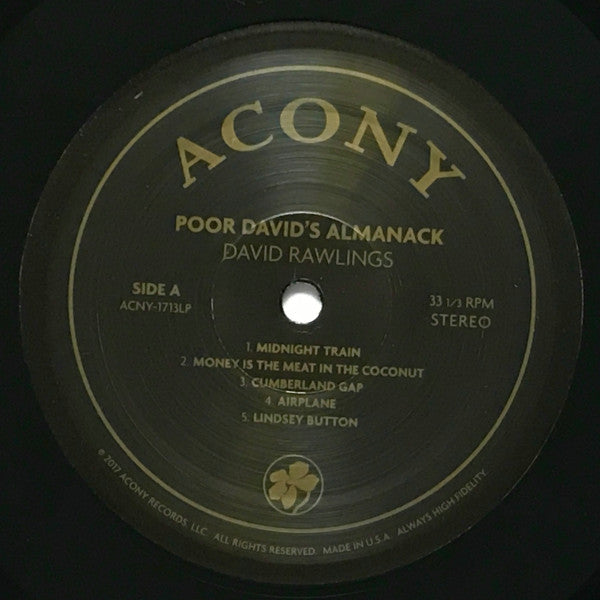 ACONY
POOR DAVID'S ALMANACK
DAVID RAWLINGS
SIDE A
ACNY-1713LP
33 1/3 RPM
STEREO
1. MIDNIGHT TRAIN
2. MONEY IS THE MEAT IN THE COCONUT
3. CUMBERLAND GAP
4. AIRPLANE
5. LINDSEY BUTTON
© 2017 ACONY RECORDS, LLC ALL RIGHTS RESERVED. MADE IN U.S.A. ALWAYS HIGH FIDELITY.